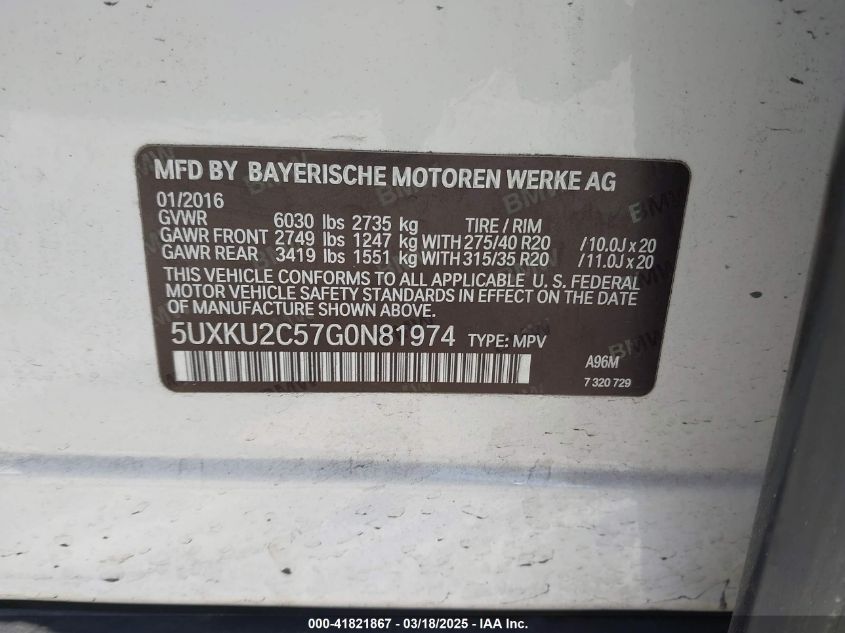 MFD BY BAYERISCHE MOTOREN WERKE AG
01/2016
GVWR 6030 lbs 2735 kg TIRE / RIM
GAWR FRONT 2749 lbs 1247 kg WITH 275/40 R20 /10.0J x 20
GAWR REAR 3419 lbs 1551 kg WITH 315/35 R20 /11.0J x 20
THIS VEHICLE CONFORMS TO ALL APPLICABLE U. S. FEDERAL
MOTOR VEHICLE SAFETY STANDARDS IN EFFECT ON THE DATE
OF MANUFACTURE SHOWN ABOVE.
5UXKU2C57G0N81974 TYPE: MPV
A96M
7 320 729
000-41821867 - 03/18/2025 - IMAGE PROVIDED BY IAA, INC.